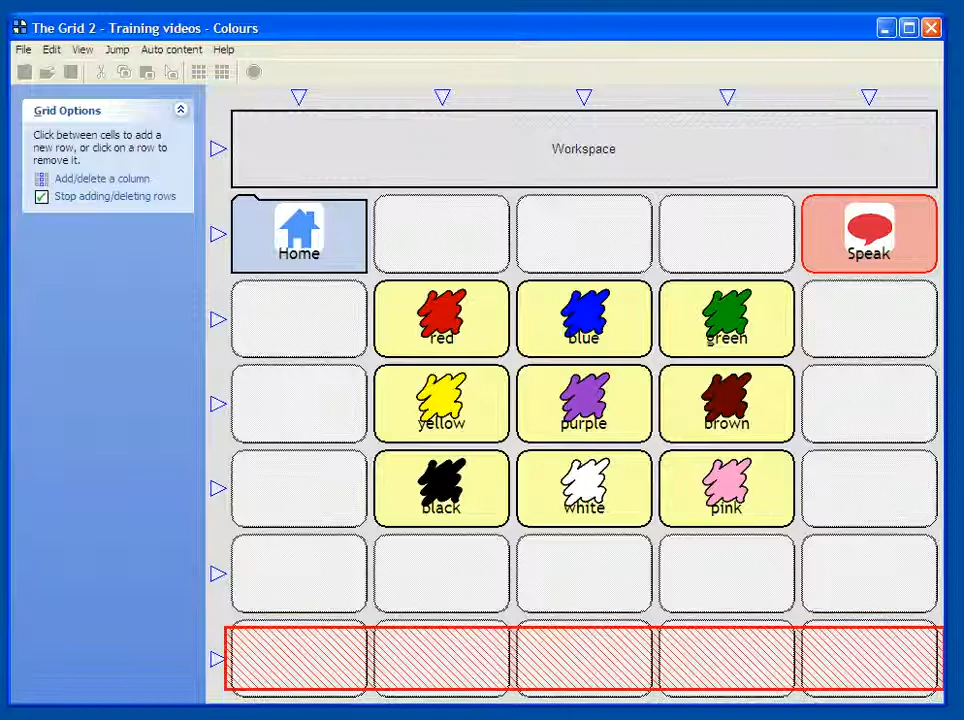 The Grid 2 - Training videos - Colours
File Edit View Jump Auto content Help
Grid Options
Click between cells to add a
new row, or click on a row to
remove it.
Add/delete a column
Stop adding/deleting rows
Workspace
Home
Speak
red
blue
green
yellow
purple
brown
black
white
pink